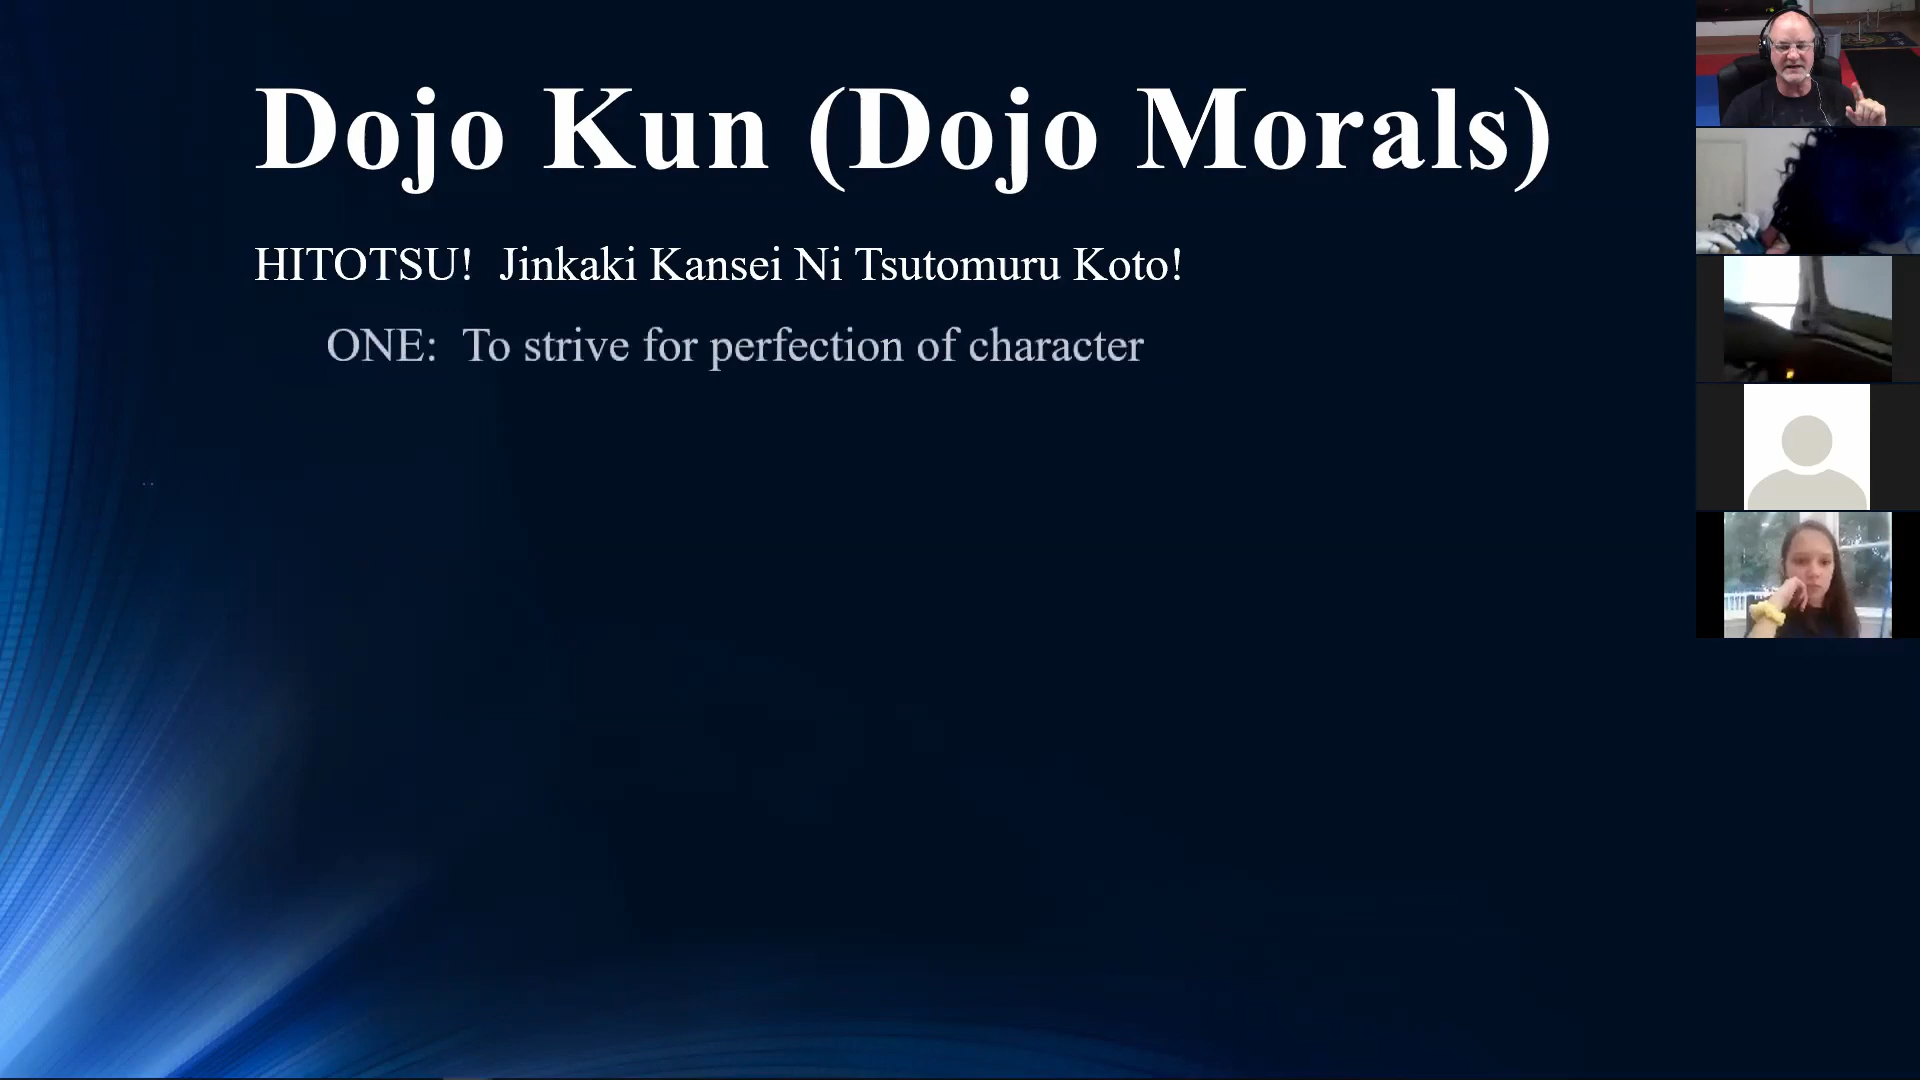 Dojo Kun (Dojo Morals)
HITOTSU! Jinkaki Kansei Ni Tsutomuru Koto!
ONE: To strive for perfection of character